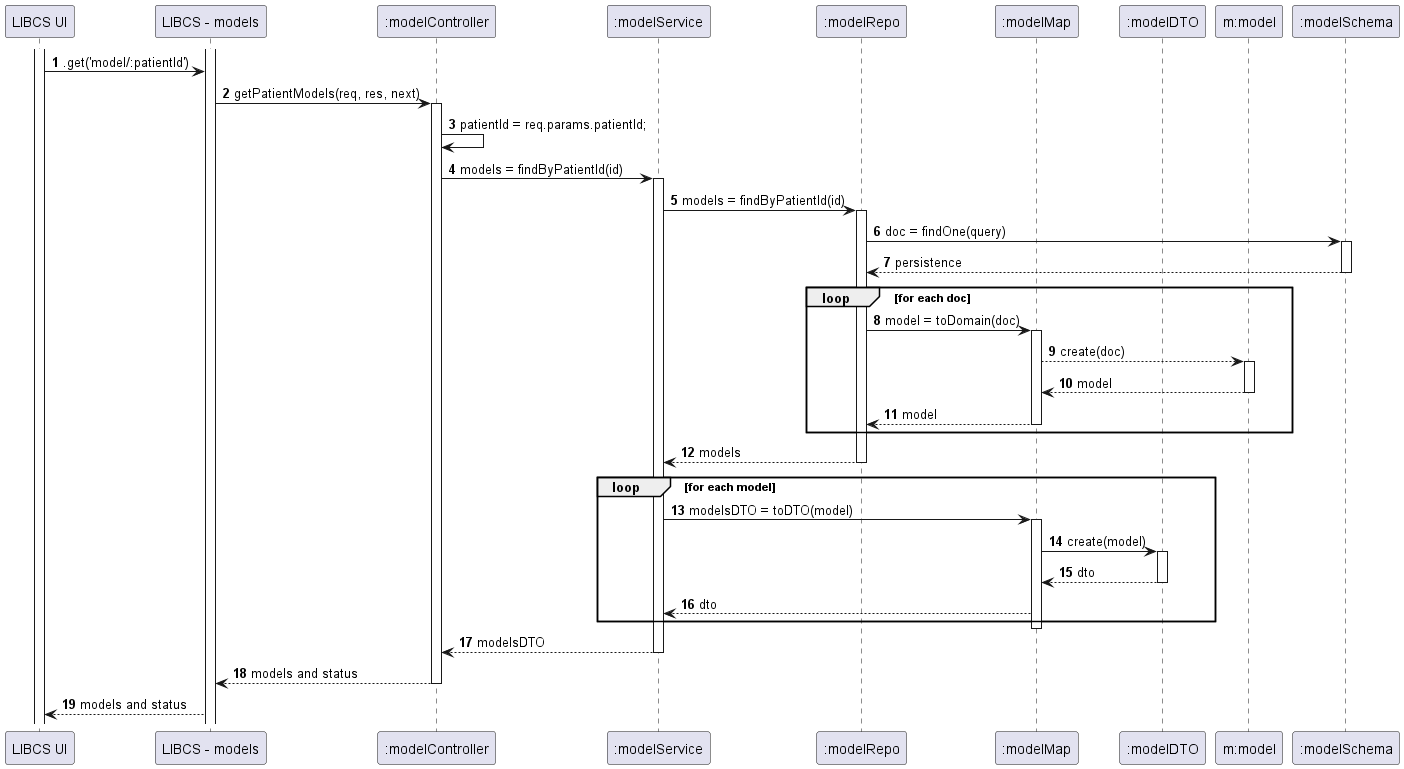 LIBCS UI LIBCS - models :modelController :modelService :modelRepo :modelMap :modelDTO m:model :modelSchema
1 .get('model/:patientId')
2 getPatientModels(req, res, next)
3 patientId = req.params.patientId;
4 models = findByPatientId(id)
5 models = findByPatientId(id)
6 doc = findOne(query)
7 persistence
loop [for each doc]
8 model = toDomain(doc)
9 create(doc)
10 model
11 model
12 models
loop [for each model]
13 modelsDTO = toDTO(model)
14 create(model)
15 dto
16 dto
17 modelsDTO
18 models and status
19 models and status
LIBCS UI LIBCS - models :modelController :modelService :modelRepo :modelMap :modelDTO m:model :modelSchema